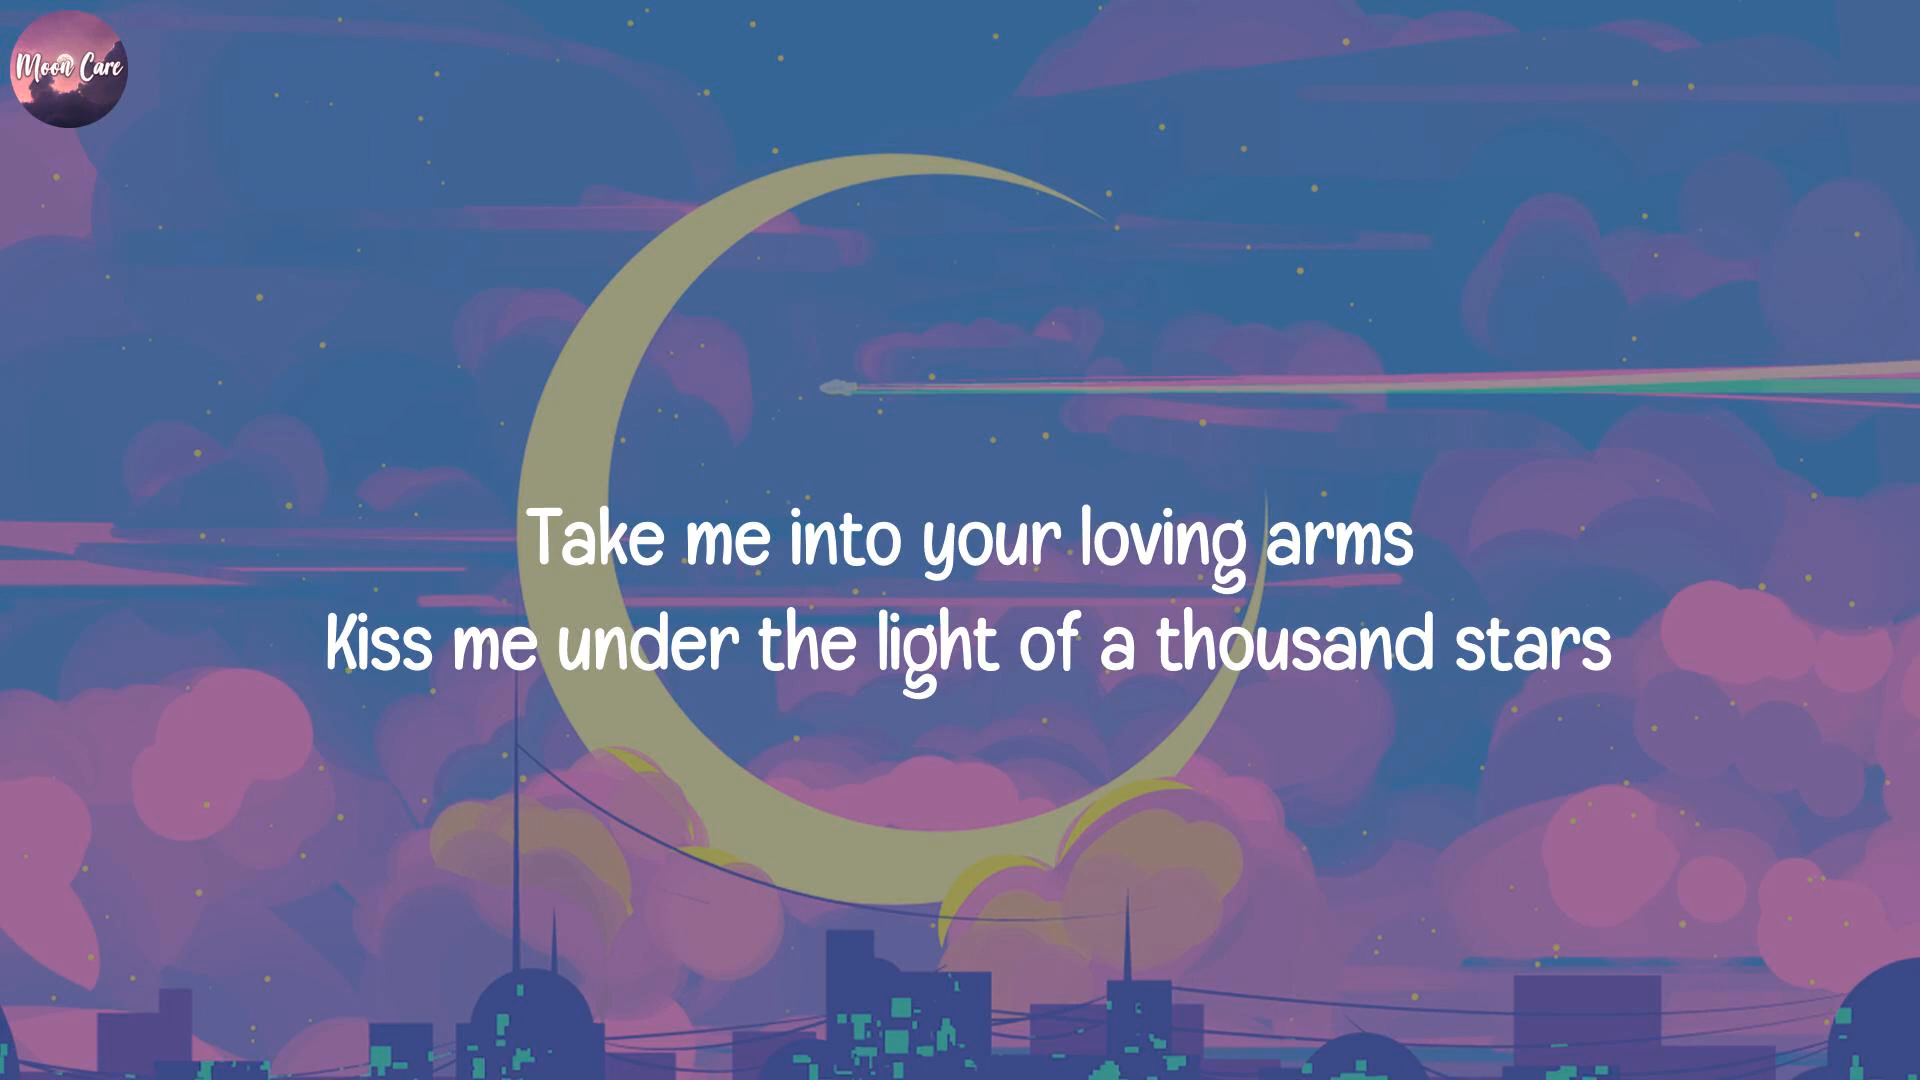 Moon Care
Take me into your loving arms
Kiss me under the light of a thousand stars